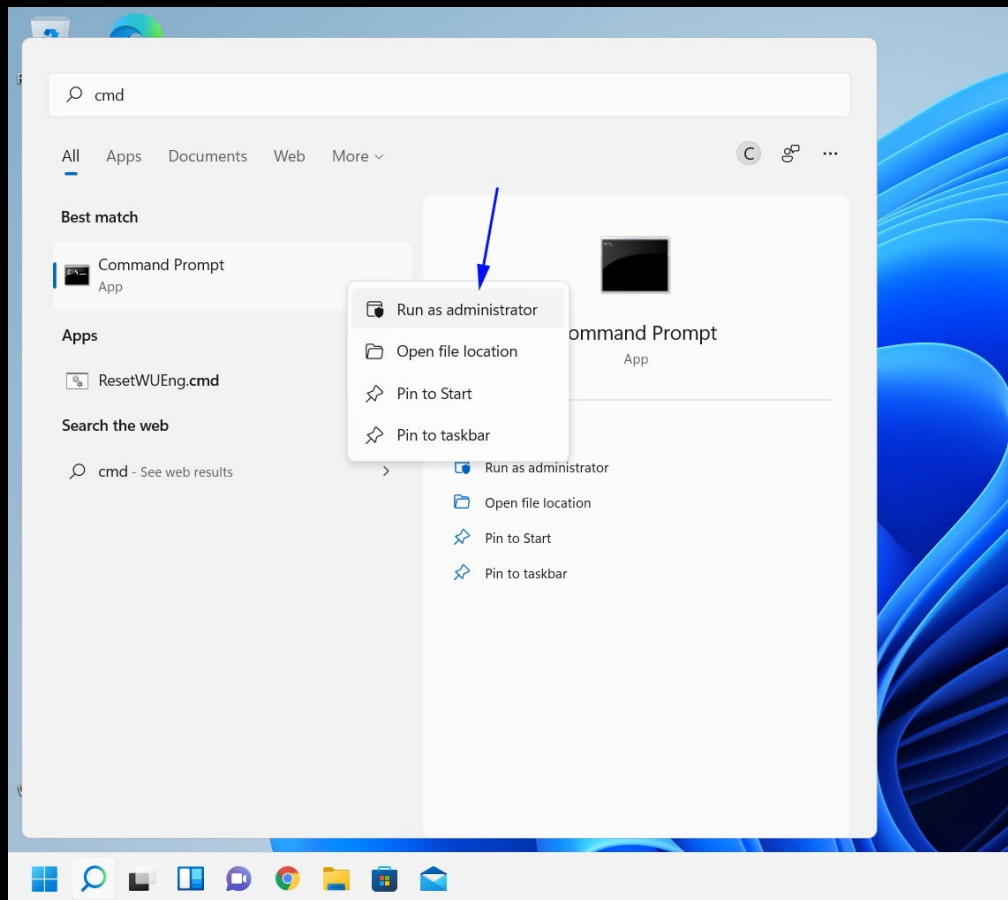 cmd
All Apps Documents Web More
C
Best match
Command Prompt
App
Run as administrator
Open file location
Pin to Start
Pin to taskbar
Apps
ResetWUEng.cmd
Search the web
cmd - See web results
ommand Prompt
App
Run as administrator
Open file location
Pin to Start
Pin to taskbar